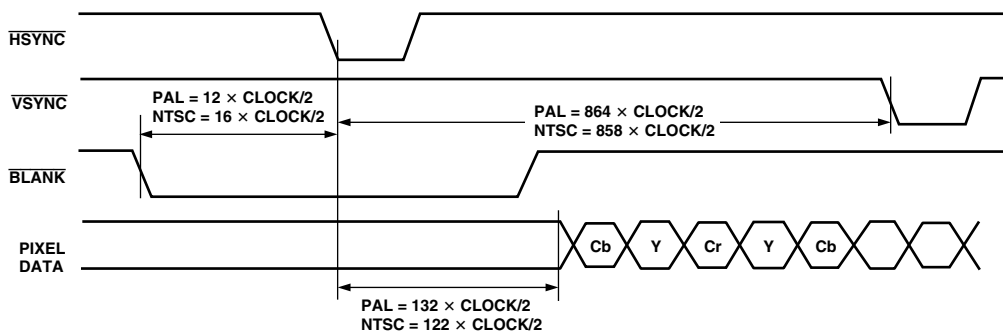 HSYNC
VSYNC
PAL = 12 × CLOCK/2
NTSC = 16 × CLOCK/2
PAL = 864 × CLOCK/2
NTSC = 858 × CLOCK/2
BLANK
PIXEL
DATA
Cb Y Cr Y Cb
PAL = 132 × CLOCK/2
NTSC = 122 × CLOCK/2